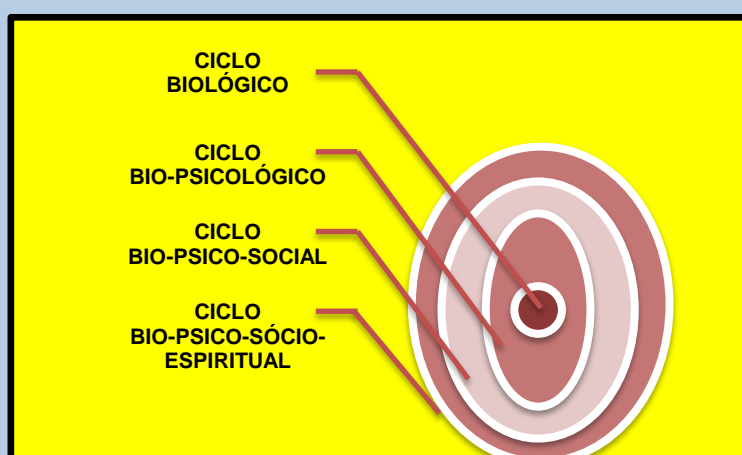 CICLO
BIOLÓGICO
CICLO
BIO-PSICOLÓGICO
CICLO
BIO-PSICO-SOCIAL
CICLO
BIO-PSICO-SÓCIO-
ESPIRITUAL